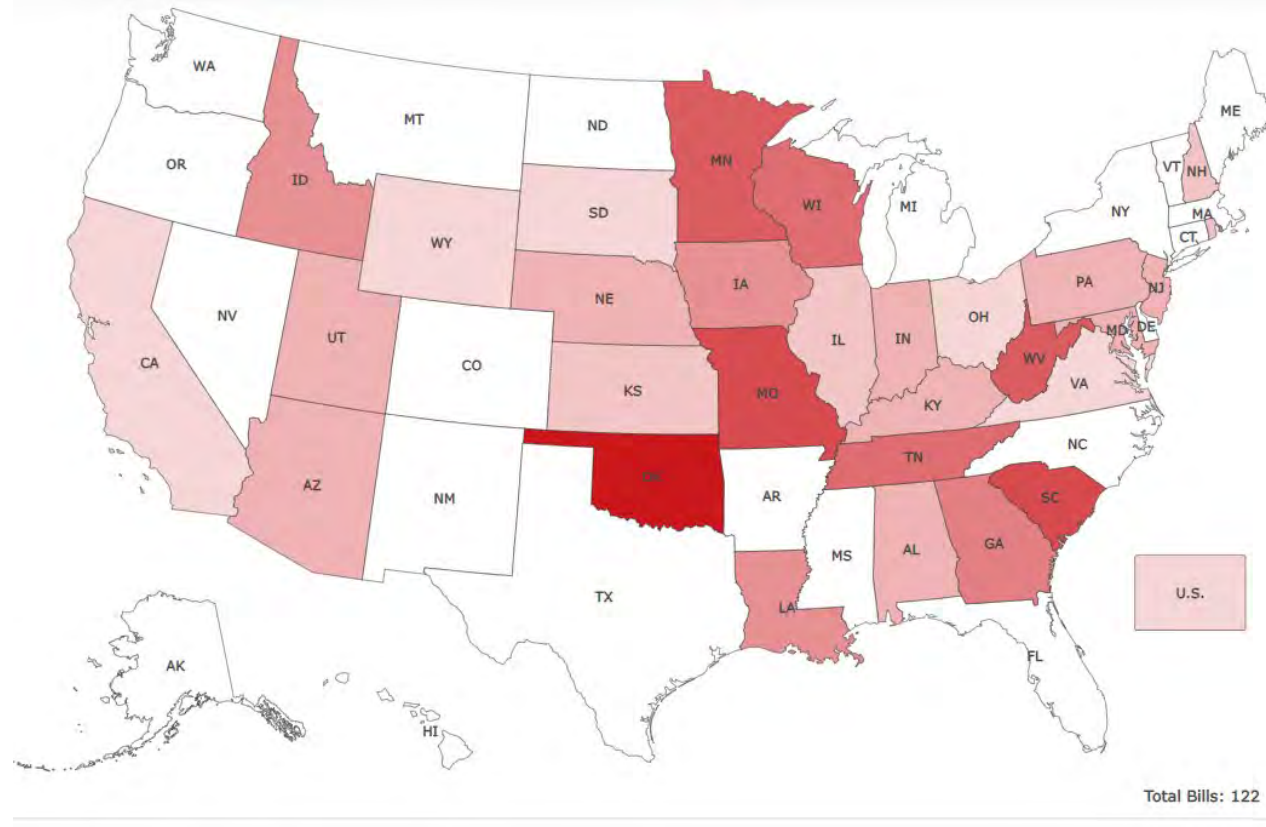 WA
MT
ND
MN
ME
OR
ID
SD
WI
MI
VT
NH
NY
MA
CT
WY
IA
NE
PA
NJ
NV
UT
CO
IL
IN
OH
MD
DE
CA
KS
MO
WV
VA
KY
AZ
NM
OK
TN
NC
AR
SC
MS
AL
GA
TX
LA
U.S.
AK
FL
HI
Total Bills: 122